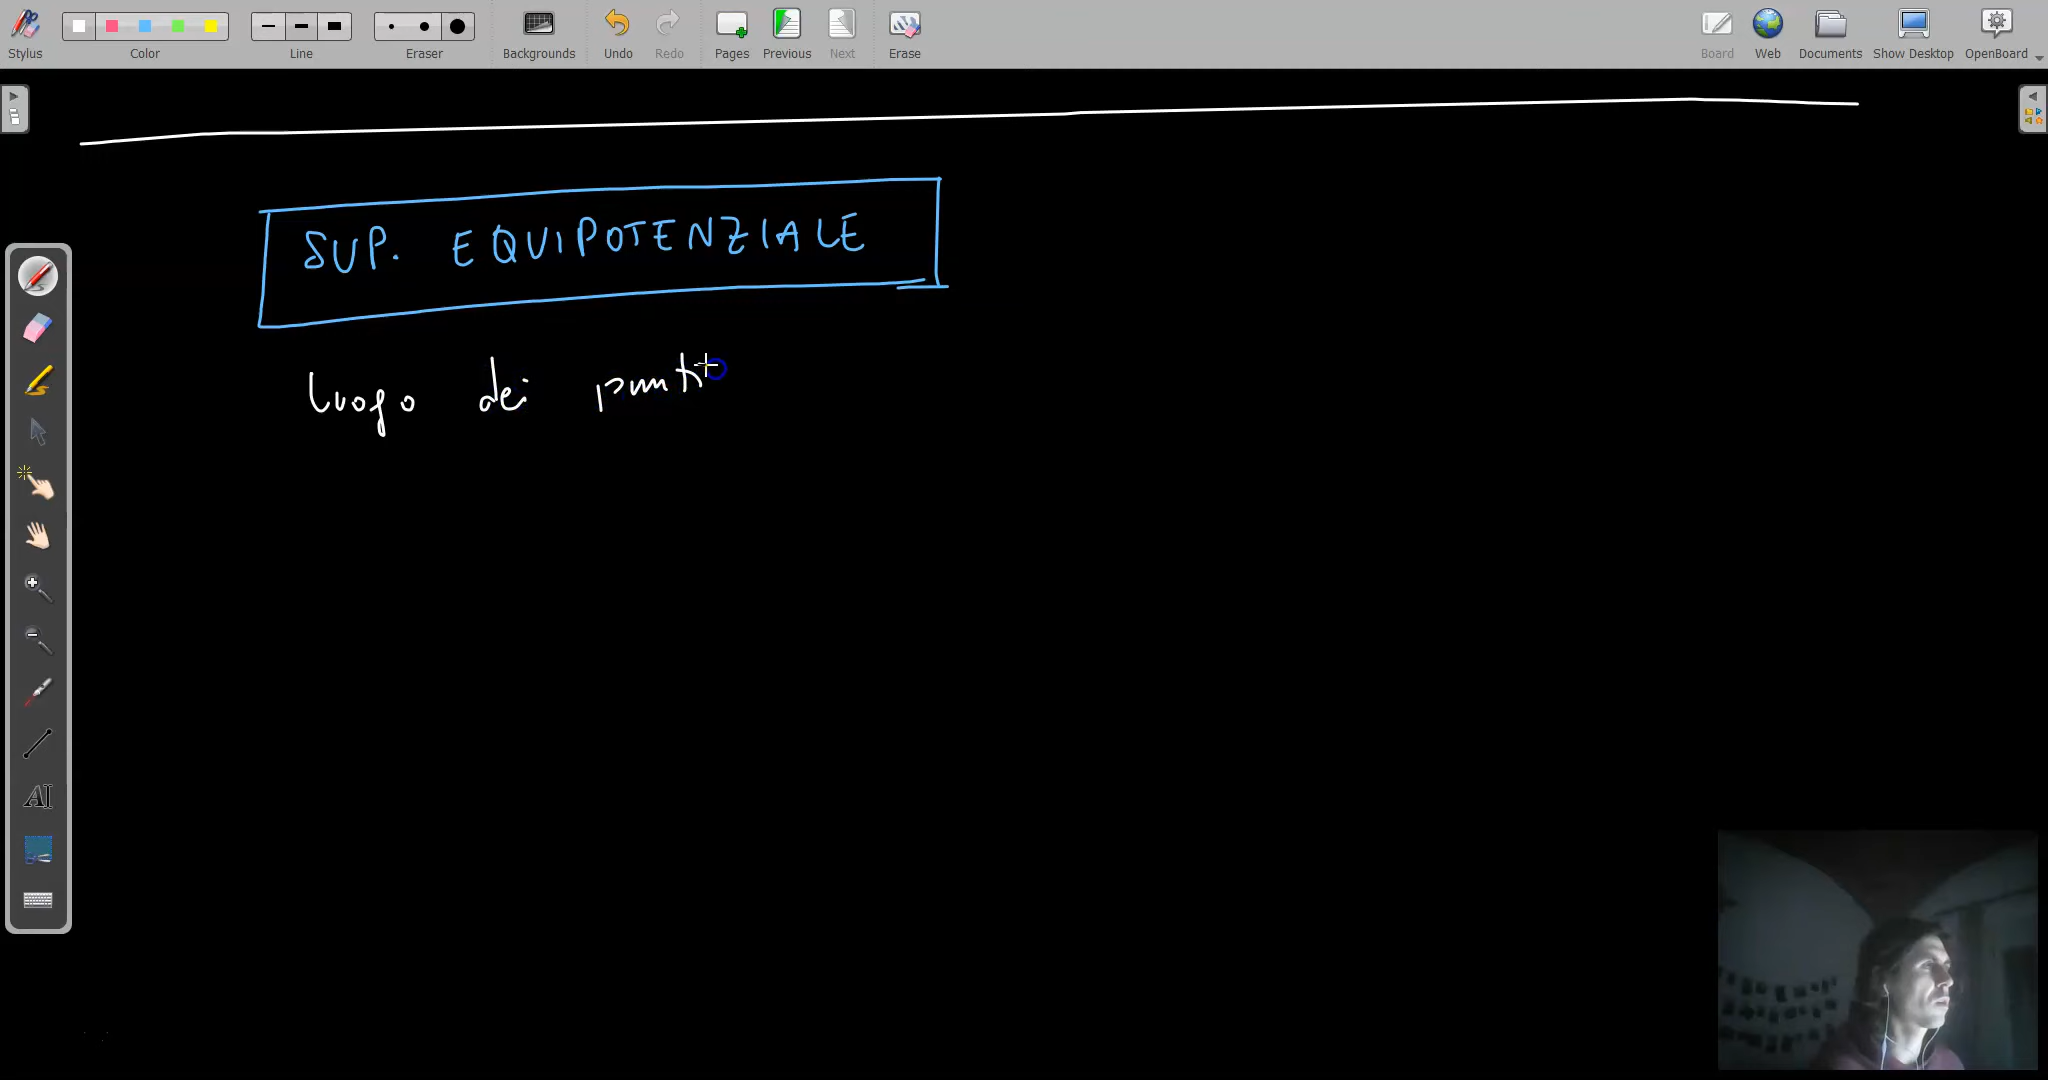 Stylus Color Line Eraser Backgrounds Undo Redo Pages Previous Next Erase Board Web Documents Show Desktop OpenBoard
SUP. EQUIPOTENZIALE
luogo dei punti